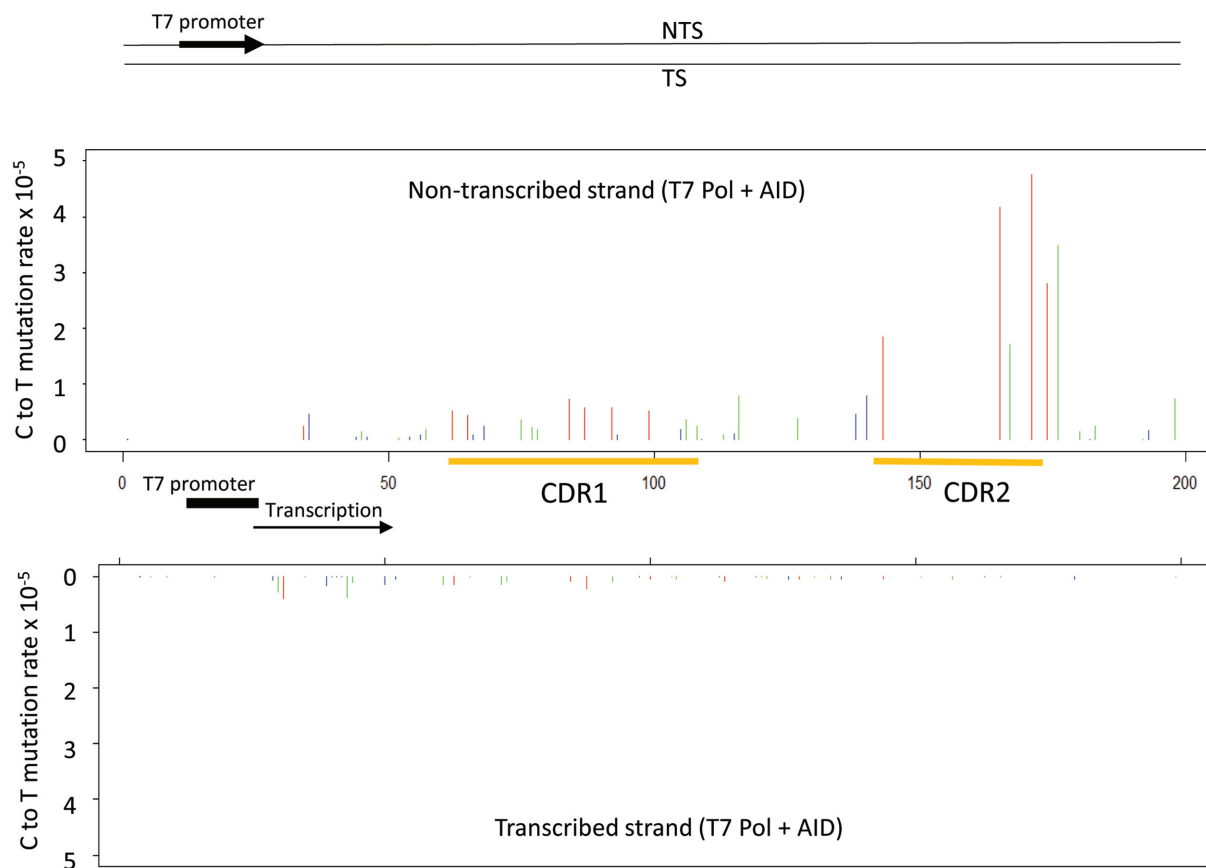 T7 promoter
NTS
TS
C to T mutation rate x 10-5
5
4
3
2
1
0
Non-transcribed strand (T7 Pol + AID)
0
50
100
150
200
CDR1
CDR2
T7 promoter
Transcription
C to T mutation rate x 10-5
0
1
2
3
4
5
Transcribed strand (T7 Pol + AID)